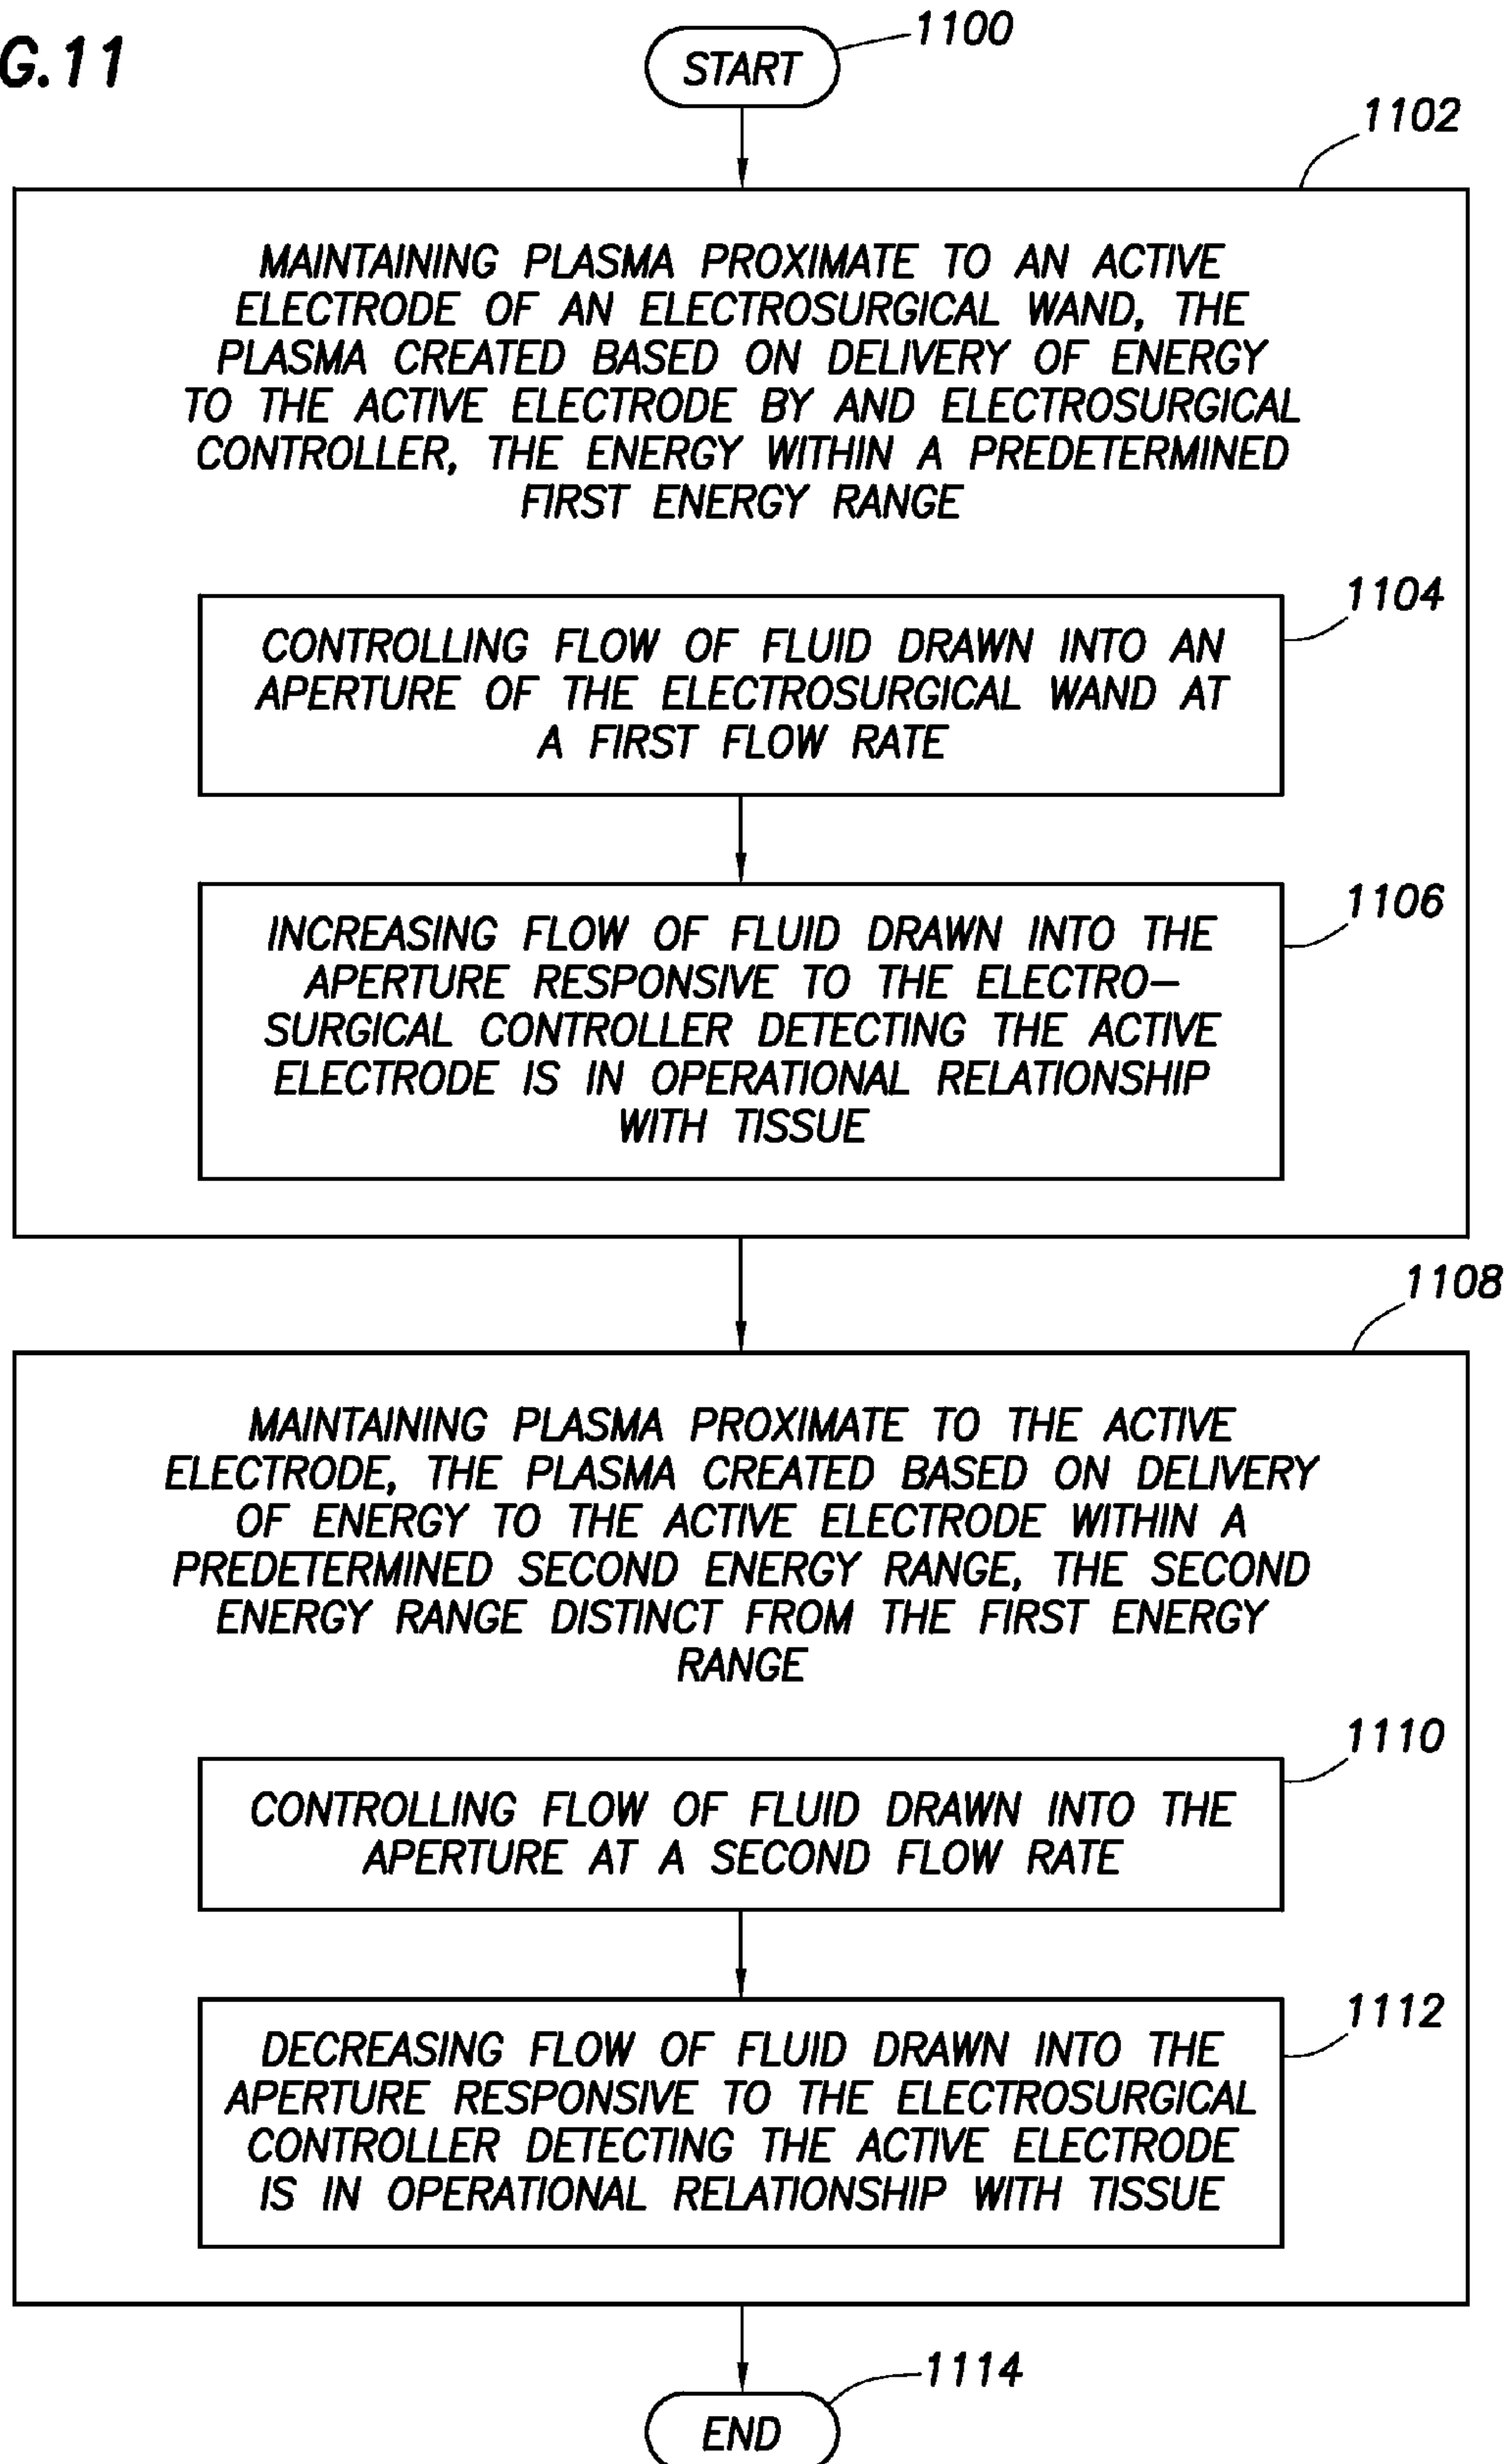 G.11
START
1100
1102
MAINTAINING PLASMA PROXIMATE TO AN ACTIVE
ELECTRODE OF AN ELECTROSURGICAL WAND, THE
PLASMA CREATED BASED ON DELIVERY OF ENERGY
TO THE ACTIVE ELECTRODE BY AND ELECTROSURGICAL
CONTROLLER, THE ENERGY WITHIN A PREDETERMINED
FIRST ENERGY RANGE
1104
CONTROLLING FLOW OF FLUID DRAWN INTO AN
APERTURE OF THE ELECTROSURGICAL WAND AT
A FIRST FLOW RATE
1106
INCREASING FLOW OF FLUID DRAWN INTO THE
APERTURE RESPONSIVE TO THE ELECTRO-
SURGICAL CONTROLLER DETECTING THE ACTIVE
ELECTRODE IS IN OPERATIONAL RELATIONSHIP
WITH TISSUE
1108
MAINTAINING PLASMA PROXIMATE TO THE ACTIVE
ELECTRODE, THE PLASMA CREATED BASED ON DELIVERY
OF ENERGY TO THE ACTIVE ELECTRODE WITHIN A
PREDETERMINED SECOND ENERGY RANGE, THE SECOND
ENERGY RANGE DISTINCT FROM THE FIRST ENERGY
RANGE
1110
CONTROLLING FLOW OF FLUID DRAWN INTO THE
APERTURE AT A SECOND FLOW RATE
1112
DECREASING FLOW OF FLUID DRAWN INTO THE
APERTURE RESPONSIVE TO THE ELECTROSURGICAL
CONTROLLER DETECTING THE ACTIVE ELECTRODE
IS IN OPERATIONAL RELATIONSHIP WITH TISSUE
1114
END